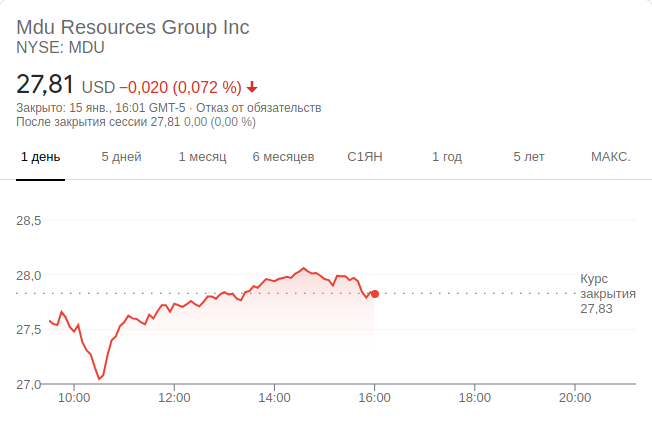 Mdu Resources Group Inc
NYSE: MDU
27,81 USD −0,020 (0,072 %)
Закрыто: 15 янв., 16:01 GMT-5 · Отказ от обязательств
После закрытия сессии 27,81 0,00 (0,00 %)
1 день 5 дней 1 месяц 6 месяцев С1ЯН 1 год 5 лет МАКС.
28,5
28,0
27,5
27,0
Курс
закрытия
27,83
10:00 12:00 14:00 16:00 18:00 20:00